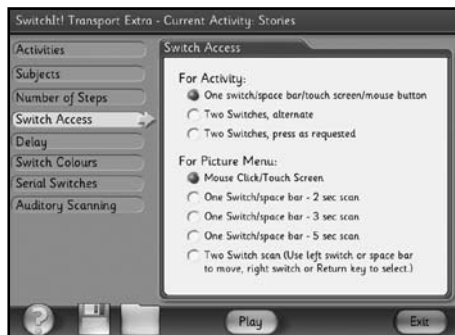 SwitchIt! Transport Extra - Current Activity: Stories
Activities
Subjects
Number of Steps
Switch Access
Delay
Switch Colours
Serial Switches
Auditory Scanning
Switch Access
For Activity:
One switch/space bar/touch screen/mouse button
Two Switches, alternate
Two Switches, press as requested
For Picture Menu:
Mouse Click/Touch Screen
One Switch/space bar - 2 sec scan
One Switch/space bar - 3 sec scan
One Switch/space bar - 5 sec scan
Two Switch scan (Use left switch or space bar
to move, right switch or Return key to select.)
?
Play
Exit